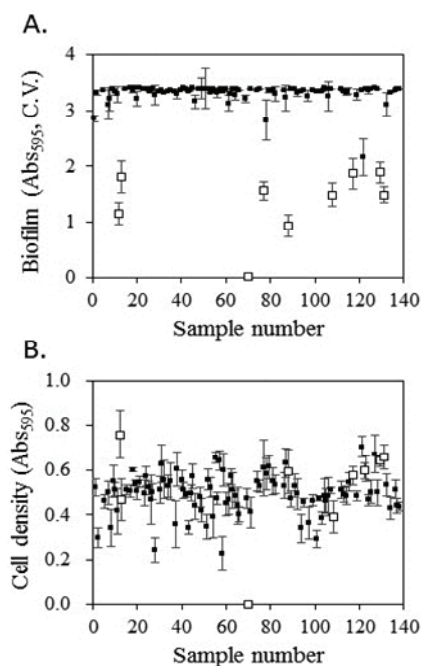 A.
Biofilm (Abs595, C.V.)
4
3
2
1
0
0 20 40 60 80 100 120 140
Sample number
B.
Cell density (Abs595)
1.0
0.8
0.6
0.4
0.2
0.0
0 20 40 60 80 100 120 140
Sample number